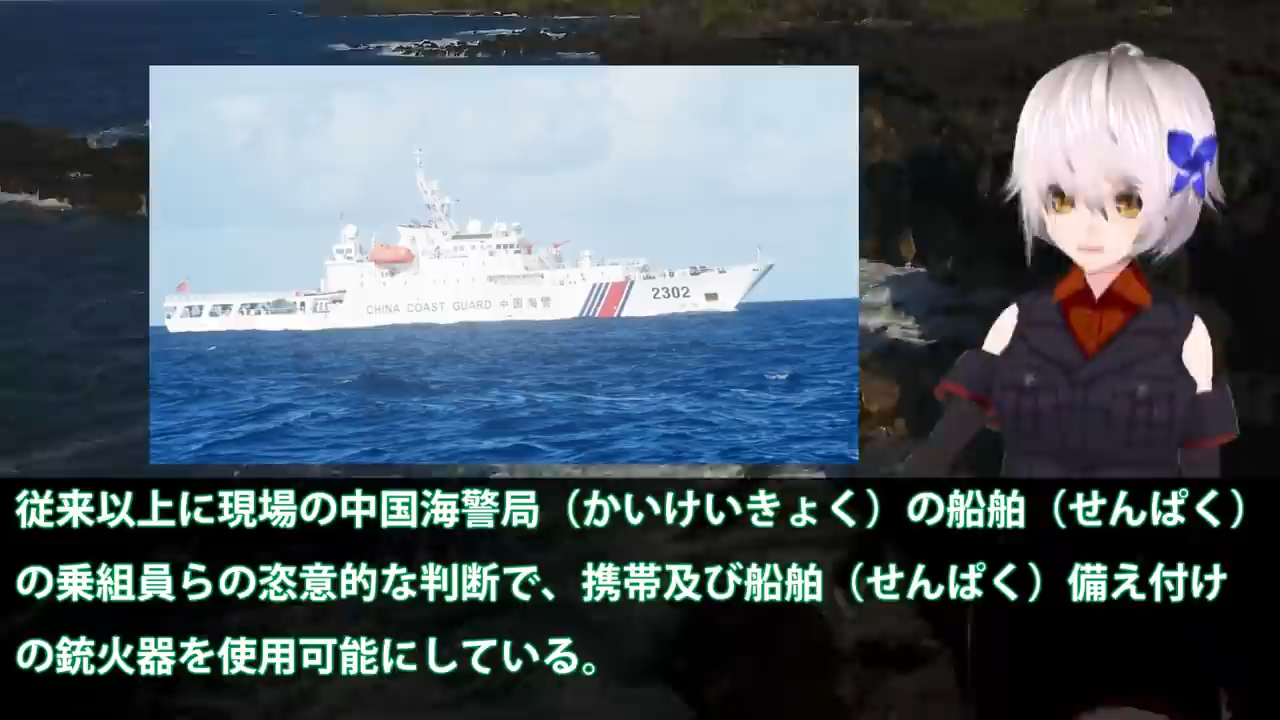 CHINA COAST GUARD 中国海警
2302
従来以上に現場の中国海警局（かいけいきょく）の船舶（せんぱく）
の乗組員らの恣意的な判断で、携帯及び船舶（せんぱく）備え付け
の銃火器を使用可能にしている。